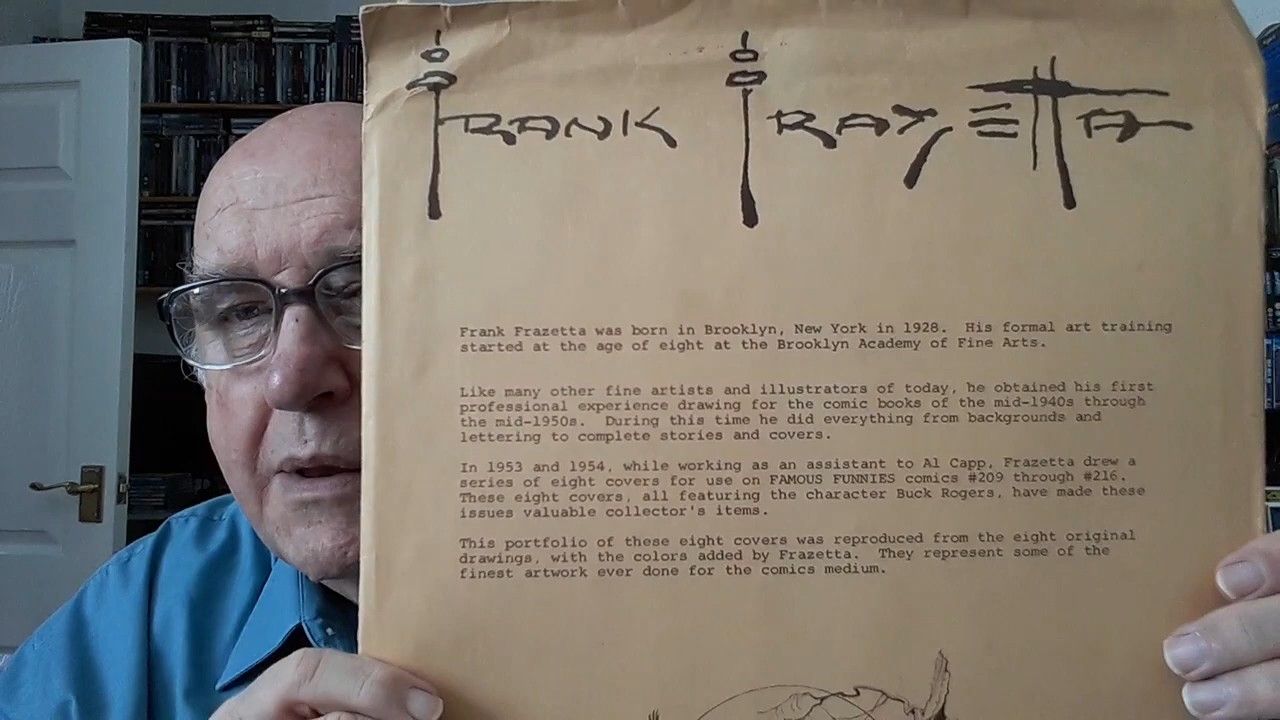 FRANK FRAZETTA
Frank Frazetta was born in Brooklyn, New York in 1928. His formal art training
started at the age of eight at the Brooklyn Academy of Fine Arts.
Like many other fine artists and illustrators of today, he obtained his first
professional experience drawing for the comic books of the mid-1940s through
the mid-1950s. During this time he did everything from backgrounds and
lettering to complete stories and covers.
In 1953 and 1954, while working as an assistant to Al Capp, Frazetta drew a
series of eight covers for use on FAMOUS FUNNIES comics #209 through #216.
These eight covers, all featuring the character Buck Rogers, have made these
issues valuable collector's items.
This portfolio of these eight covers was reproduced from the eight original
drawings, with the colors added by Frazetta. They represent some of the
finest artwork ever done for the comics medium.